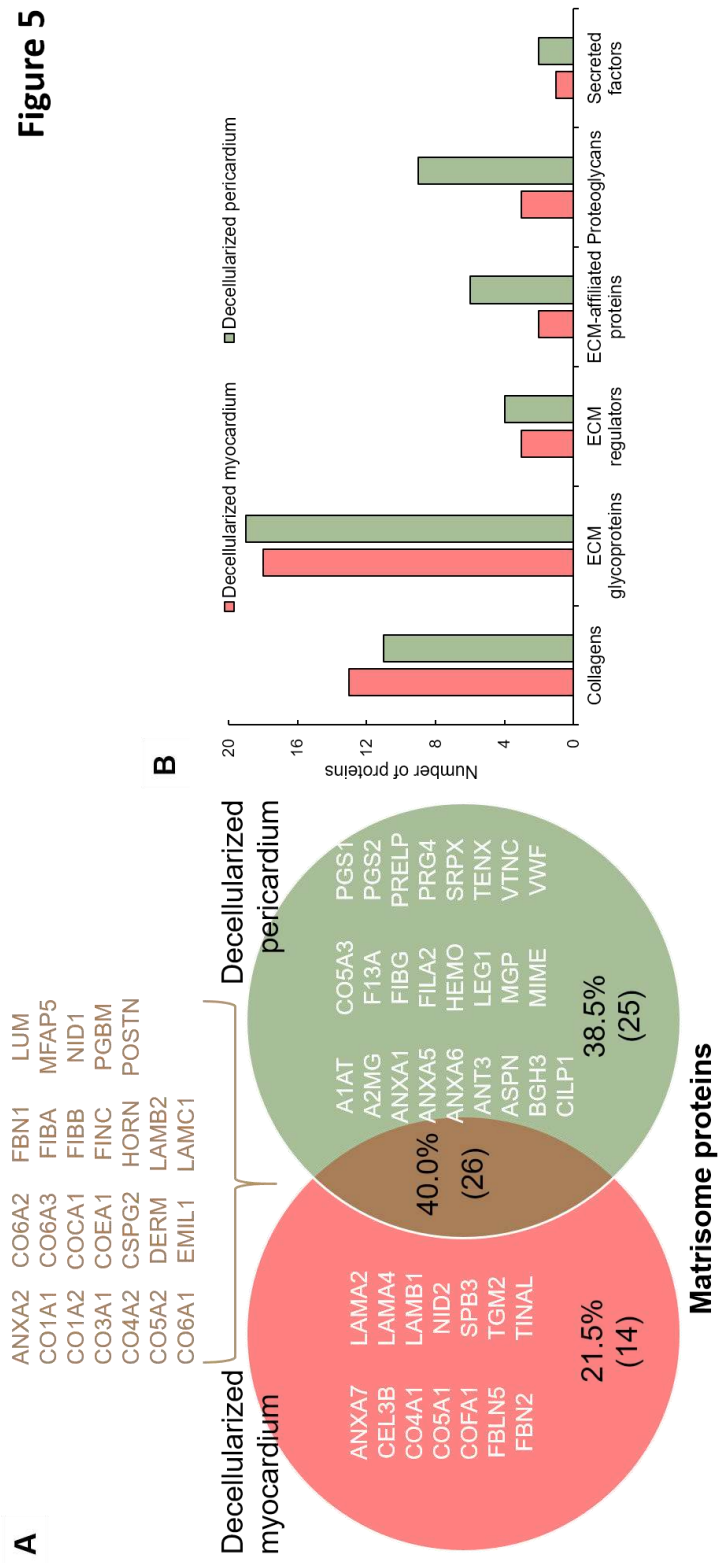 Figure 5
A
ANXA2 CO6A2 FBN1 LUM
CO1A1 CO6A3 FIBA MFAP5
CO1A2 COCA1 FIBB NID1
CO3A1 COEA1 FINC PGBM
CO4A2 CSPG2 HORN POSTN
CO5A2 DERM LAMB2
CO6A1 EMIL1 LAMC1
Decellularized
myocardium
Decellularized
pericardium
ANXA7 LAMA2
CEL3B LAMA4
CO4A1 LAMB1
CO5A1 NID2
COFA1 SPB3
FBLN5 TGM2
FBN2 TINAL
21.5%
(14)
40.0%
(26)
A1AT CO5A3 PGS1
A2MG F13A PGS2
ANXA1 FIBG PRELP
ANXA5 FILA2 PRG4
ANXA6 HEMO SRPX
ANT3 LEG1 TENX
ASPN MGP VTNC
BGH3 MIME VWF
CILP1
38.5%
(25)
Matrisome proteins
B
Decellularized myocardium
Decellularized pericardium
Number of proteins
20
16
12
8
4
0
Collagens
ECM
glycoproteins
ECM
regulators
ECM-affiliated
proteins
Proteoglycans
Secreted
factors